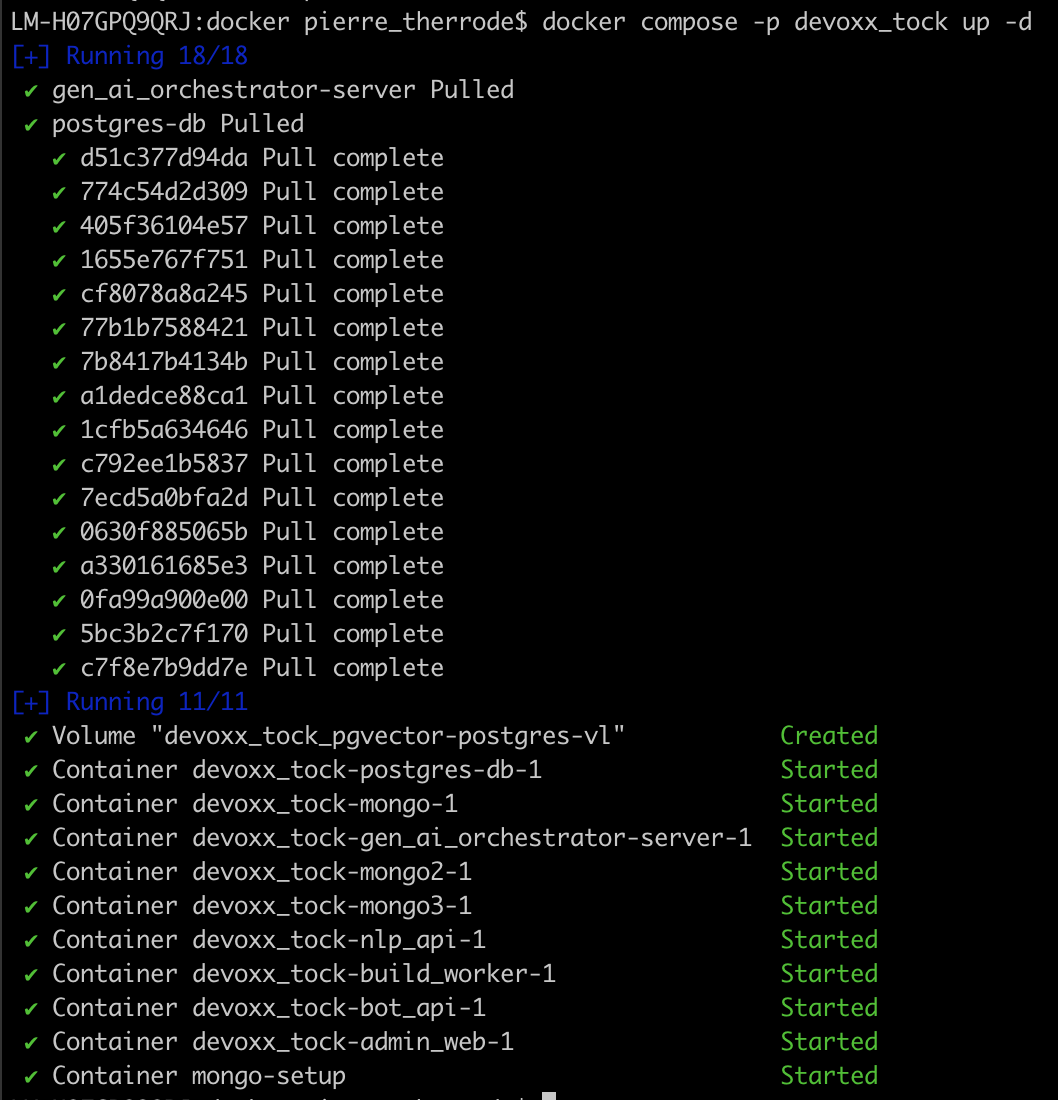 LM-H07GPQ9QRJ:docker pierre_therrode$ docker compose -p devoxx_tock up -d
[+] Running 18/18
✔ gen_ai_orchestrator-server Pulled
✔ postgres-db Pulled
✔ d51c377d94da Pull complete
✔ 774c54d2d309 Pull complete
✔ 405f36104e57 Pull complete
✔ 1655e767f751 Pull complete
✔ cf8078a8a245 Pull complete
✔ 77b1b7588421 Pull complete
✔ 7b8417b4134b Pull complete
✔ a1dedce88ca1 Pull complete
✔ 1cfb5a634646 Pull complete
✔ c792ee1b5837 Pull complete
✔ 7ecd5a0bfa2d Pull complete
✔ 0630f885065b Pull complete
✔ a330161685e3 Pull complete
✔ 0fa99a900e00 Pull complete
✔ 5bc3b2c7f170 Pull complete
✔ c7f8e7b9dd7e Pull complete
[+] Running 11/11
✔ Volume "devoxx_tock_pgvector-postgres-vl" Created
✔ Container devoxx_tock-postgres-db-1 Started
✔ Container devoxx_tock-mongo-1 Started
✔ Container devoxx_tock-gen_ai_orchestrator-server-1 Started
✔ Container devoxx_tock-mongo2-1 Started
✔ Container devoxx_tock-mongo3-1 Started
✔ Container devoxx_tock-nlp_api-1 Started
✔ Container devoxx_tock-build_worker-1 Started
✔ Container devoxx_tock-bot_api-1 Started
✔ Container devoxx_tock-admin_web-1 Started
✔ Container mongo-setup Started